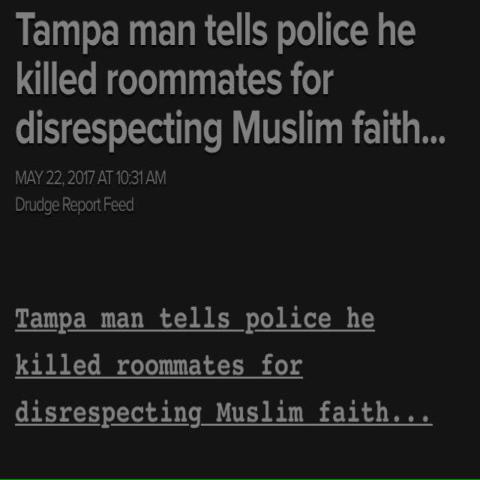 Tampa man tells police he
killed roommates for
disrespecting Muslim faith...
MAY 22, 2017 AT 10:31 AM
Drudge Report Feed
Tampa man tells police he
killed roommates for
disrespecting Muslim faith...